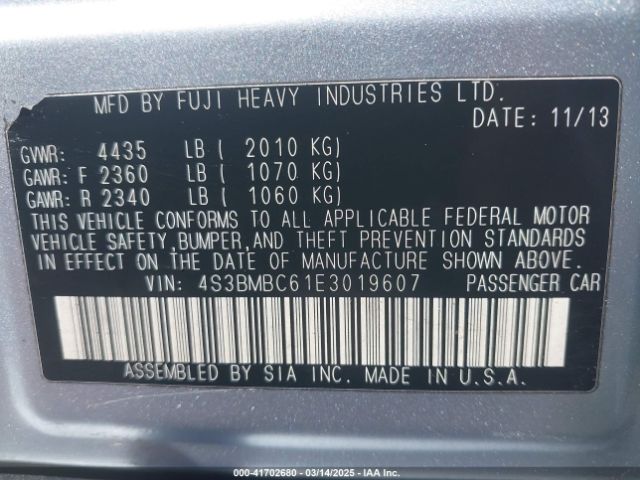 MFD BY FUJI HEAVY INDUSTRIES LTD.
DATE: 11/13
GVWR: 4435 LB ( 2010 KG)
GAWR: F 2360 LB ( 1070 KG)
GAWR: R 2340 LB ( 1060 KG)
THIS VEHICLE CONFORMS TO ALL APPLICABLE FEDERAL MOTOR
VEHICLE SAFETY,BUMPER,AND THEFT PREVENTION STANDARDS
IN EFFECT ON THE DATE OF MANUFACTURE SHOWN ABOVE.
VIN: 4S3BMBC61E3019607 PASSENGER CAR
ASSEMBLED BY SIA INC. MADE IN U.S.A.
000-41702680 - 03/14/2025 - IAA Inc.